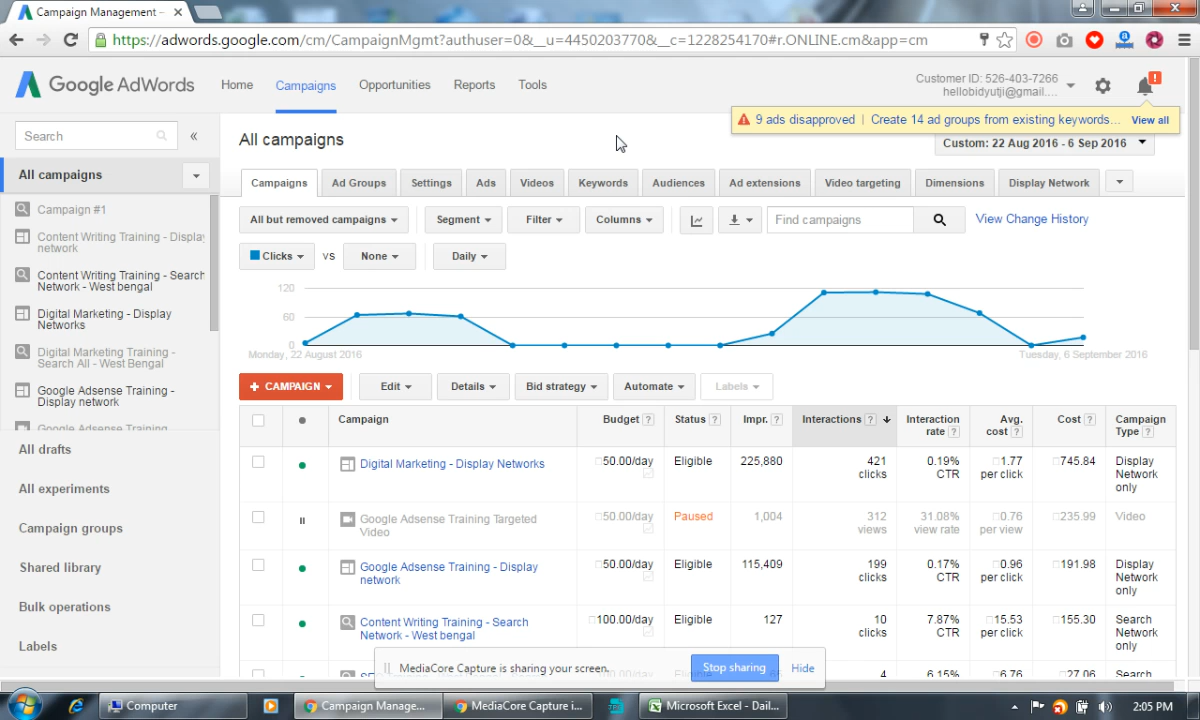 Campaign Management –
https://adwords.google.com/cm/CampaignMgmt?authuser=0&__u=4450203770&__c=1228254170#r.ONLINE.cm&app=cm
Google AdWords
Home
Campaigns
Opportunities
Reports
Tools
Customer ID: 526-403-7266
hellobidyutji@gmail....
9 ads disapproved | Create 14 ad groups from existing keywords... View all
Search
«
All campaigns
Custom: 22 Aug 2016 - 6 Sep 2016
All campaigns
Campaigns
Ad Groups
Settings
Ads
Videos
Keywords
Audiences
Ad extensions
Video targeting
Dimensions
Display Network
Campaign #1
Content Writing Training - Display
network
Content Writing Training - Search
Network - West bengal
Digital Marketing - Display
Networks
Digital Marketing Training -
Search All - West Bengal
Google Adsense Training -
Display network
Google Adsense Training
All drafts
All experiments
Campaign groups
Shared library
Bulk operations
Labels
All but removed campaigns
Segment
Filter
Columns
Find campaigns
View Change History
Clicks
vs
None
Daily
120
60
0
Monday, 22 August 2016
Tuesday, 6 September 2016
+ CAMPAIGN
Edit
Details
Bid strategy
Automate
Labels
Campaign
Budget ?
Status ?
Impr. ?
Interactions ?
Interaction
rate ?
Avg.
cost ?
Cost ?
Campaign
Type ?
Digital Marketing - Display Networks
50.00/day
Eligible
225,880
421
clicks
0.19%
CTR
1.77
per click
745.84
Display
Network
only
Google Adsense Training Targeted
Video
50.00/day
Paused
1,004
312
views
31.08%
view rate
0.76
per view
235.99
Video
Google Adsense Training - Display
network
50.00/day
Eligible
115,409
199
clicks
0.17%
CTR
0.96
per click
191.98
Display
Network
only
Content Writing Training - Search
Network - West bengal
100.00/day
Eligible
127
10
clicks
7.87%
CTR
15.53
per click
155.30
Search
Network
only
4
6.15%
6.76
27.06
Search
MediaCore Capture is sharing your screen.
Stop sharing
Hide
Computer
Campaign Manage...
MediaCore Capture i...
Microsoft Excel - Dail...
2:05 PM